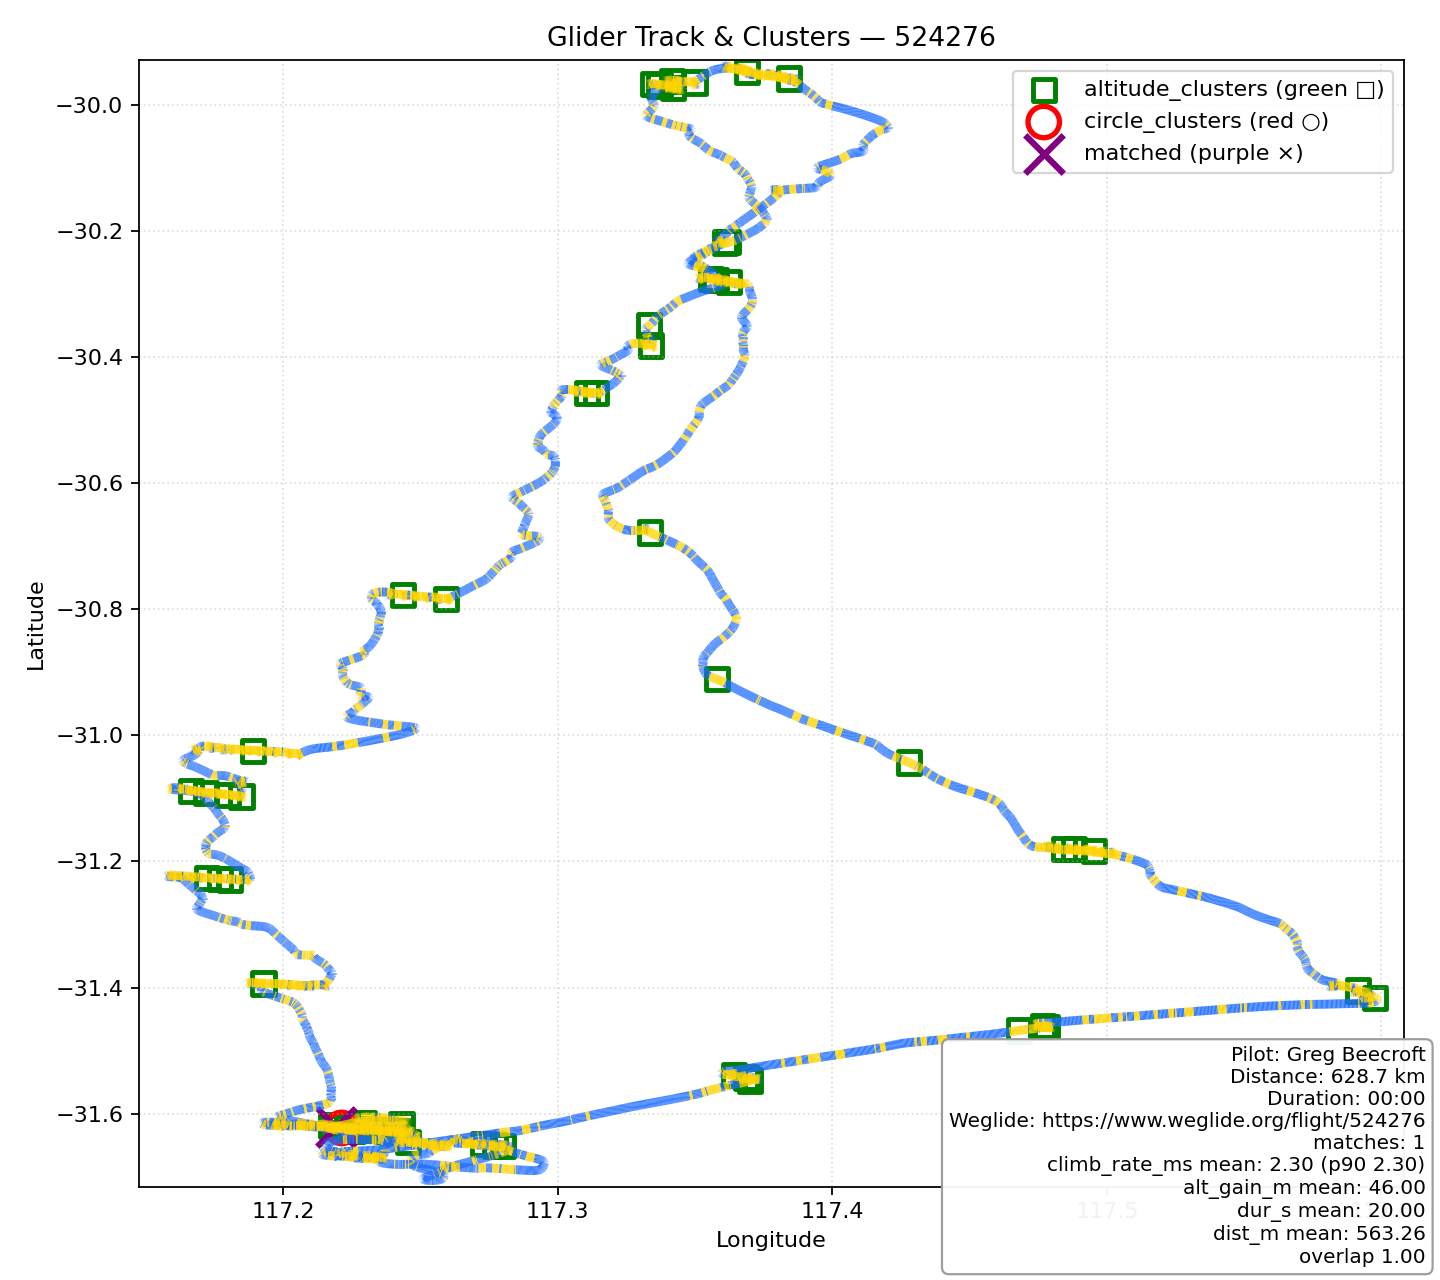 Glider Track & Clusters — 524276
altitude_clusters (green □)
circle_clusters (red ○)
matched (purple ×)
−30.0
−30.2
−30.4
−30.6
−30.8
−31.0
−31.2
−31.4
−31.6
Latitude
117.2
117.3
117.4
117.5
Longitude
Pilot: Greg Beecroft
Distance: 628.7 km
Duration: 00:00
Weglide: https://www.weglide.org/flight/524276
matches: 1
climb_rate_ms mean: 2.30 (p90 2.30)
alt_gain_m mean: 46.00
dur_s mean: 20.00
dist_m mean: 563.26
overlap 1.00